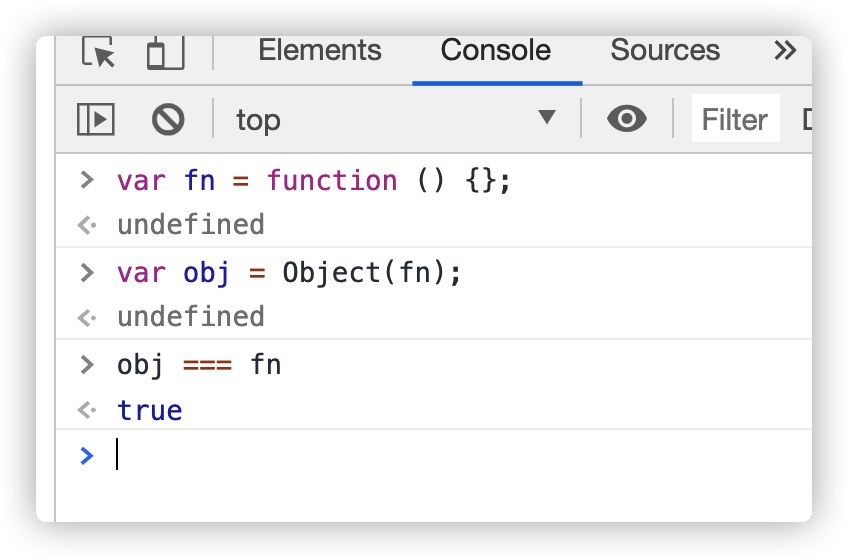 Elements Console Sources »
top ▼ Filter
> var fn = function () {};
undefined
> var obj = Object(fn);
undefined
> obj === fn
true
>